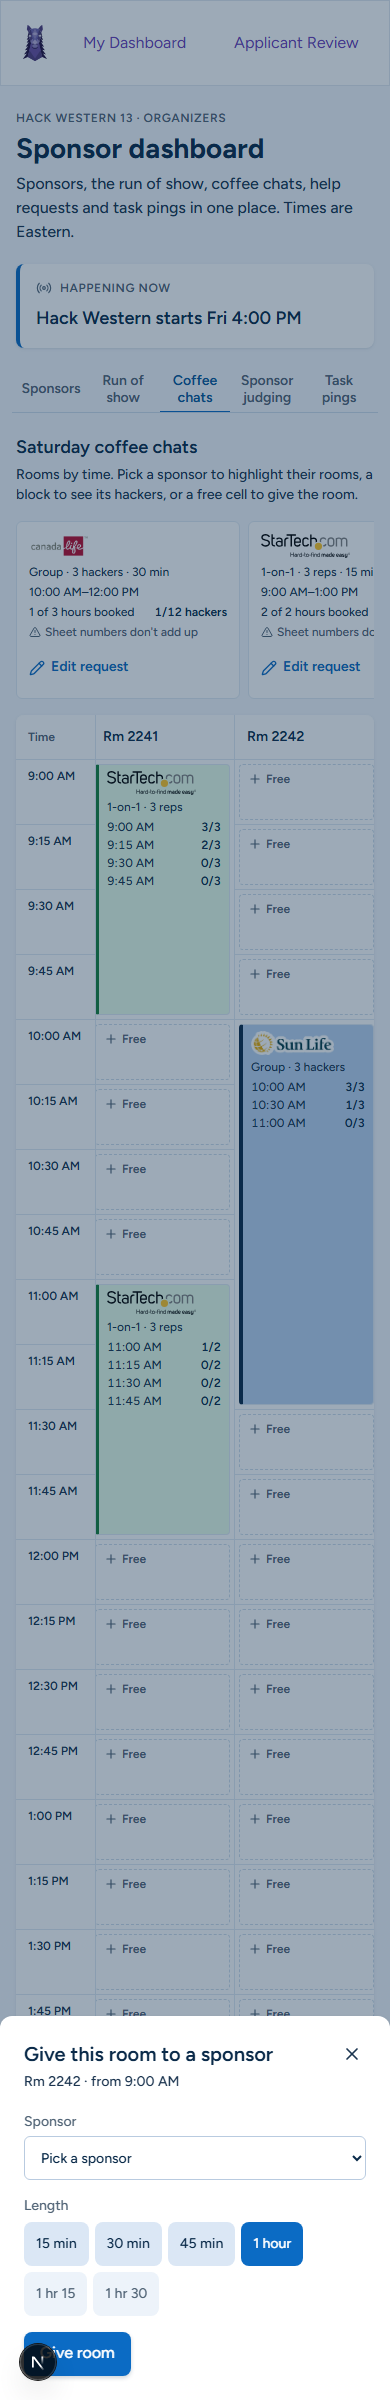 My Dashboard
Applicant Review
HACK WESTERN 13 · ORGANIZERS
Sponsor dashboard
Sponsors, the run of show, coffee chats, help
requests and task pings in one place. Times are
Eastern.
HAPPENING NOW
Hack Western starts Fri 4:00 PM
Sponsors
Run of show
Coffee chats
Sponsor judging
Task pings
Saturday coffee chats
Rooms by time. Pick a sponsor to highlight their rooms, a
block to see its hackers, or a free cell to give the room.
canada life
Group · 3 hackers · 30 min
10:00 AM–12:00 PM
1 of 3 hours booked 1/12 hackers
Sheet numbers don't add up
Edit request
StarTech.com
Hard-to-find made easy
1-on-1 · 3 reps · 15 mi
9:00 AM–1:00 PM
2 of 2 hours booked
Sheet numbers do
Edit request
Time Rm 2241 Rm 2242
9:00 AM
StarTech.com
Hard-to-find made easy
1-on-1 · 3 reps
9:00 AM 3/3
9:15 AM 2/3
9:30 AM 0/3
9:45 AM 0/3
+ Free
9:15 AM + Free
9:30 AM + Free
9:45 AM + Free
10:00 AM + Free
Sun Life
Group · 3 hackers
10:00 AM 3/3
10:30 AM 1/3
11:00 AM 0/3
10:15 AM + Free
10:30 AM + Free
10:45 AM + Free
11:00 AM
StarTech.com
Hard-to-find made easy
1-on-1 · 3 reps
11:00 AM 1/2
11:15 AM 0/2
11:30 AM 0/2
11:45 AM 0/2
11:15 AM
11:30 AM + Free
11:45 AM + Free
12:00 PM + Free + Free
12:15 PM + Free + Free
12:30 PM + Free + Free
12:45 PM + Free + Free
1:00 PM + Free + Free
1:15 PM + Free + Free
1:30 PM + Free + Free
1:45 PM + Free + Free
Give this room to a sponsor
Rm 2242 · from 9:00 AM
Sponsor
Pick a sponsor
Length
15 min 30 min 45 min 1 hour
1 hr 15 1 hr 30
N
ive room